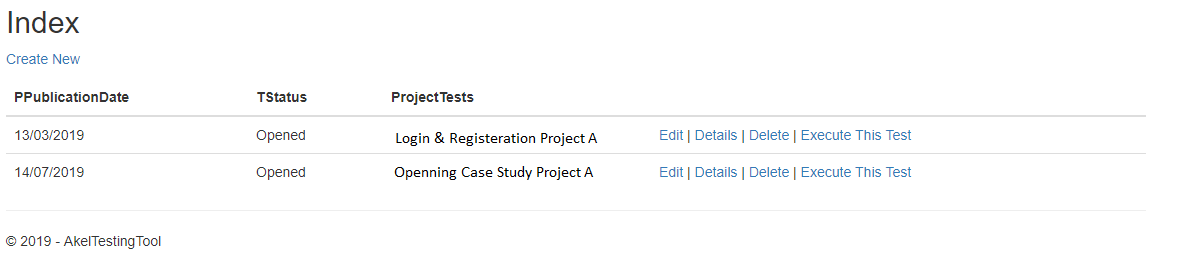 Index
Create New
PPublicationDate TStatus ProjectTests
13/03/2019 Opened Login & Registeration Project A Edit | Details | Delete | Execute This Test
14/07/2019 Opened Openning Case Study Project A Edit | Details | Delete | Execute This Test
© 2019 - AkelTestingTool